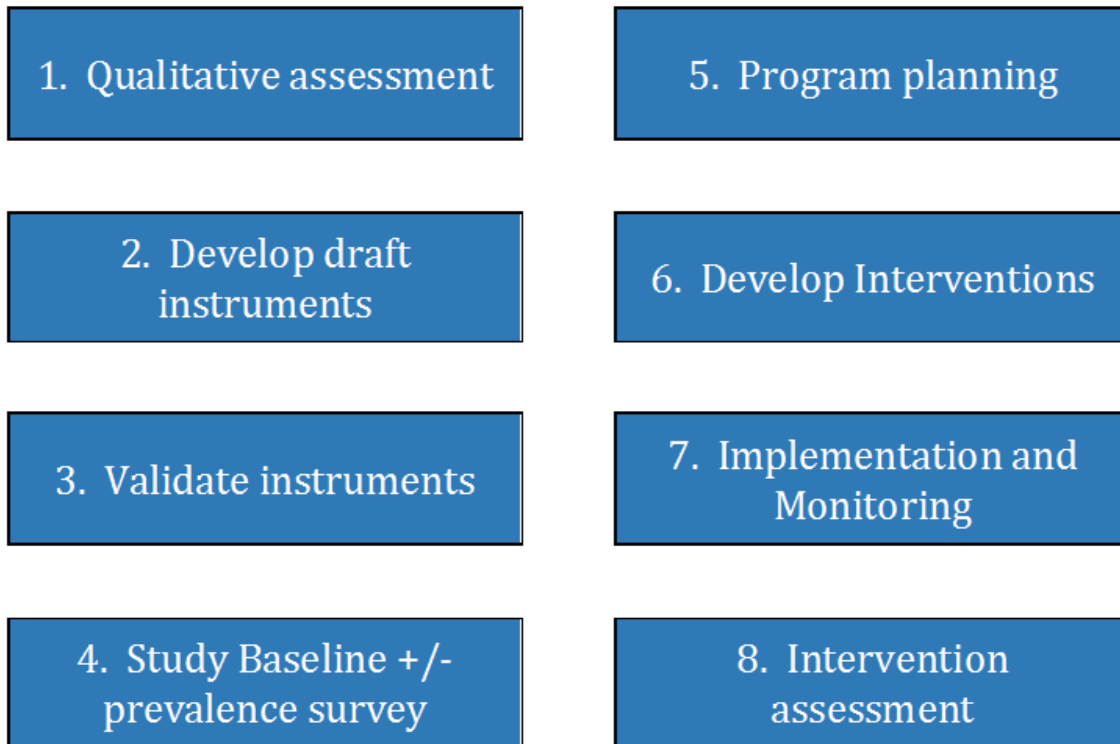 1. Qualitative assessment
2. Develop draft
instruments
3. Validate instruments
4. Study Baseline +/-
prevalence survey
5. Program planning
6. Develop Interventions
7. Implementation and
Monitoring
8. Intervention
assessment